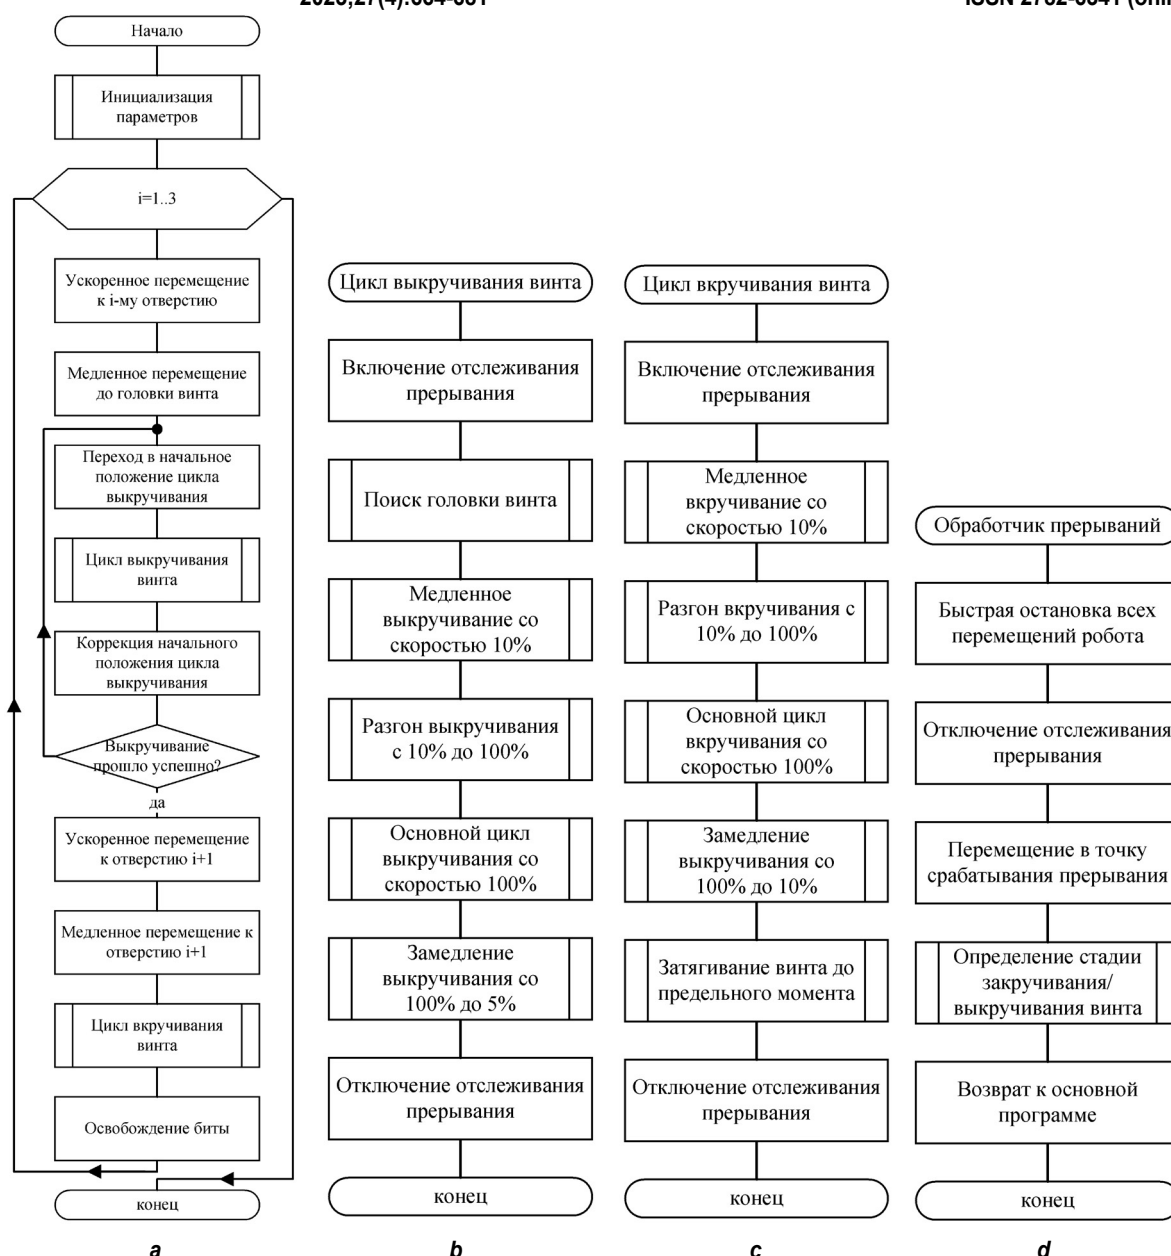 Начало
Инициализация
параметров
i=1..3
Ускоренное перемещение
к i-му отверстию
Медленное перемещение
до головки винта
Переход в начальное
положение цикла
выкручивания
Цикл выкручивания
винта
Коррекция начального
положения цикла
выкручивания
Выкручивание
прошло успешно?
да
Ускоренное перемещение
к отверстию i+1
Медленное перемещение к
отверстию i+1
Цикл вкручивания
винта
Освобождение биты
конец
a
Цикл выкручивания винта
Включение отслеживания
прерывания
Поиск головки винта
Медленное
выкручивание со
скоростью 10%
Разгон выкручивания
с 10% до 100%
Основной цикл
выкручивания со
скоростью 100%
Замедление
выкручивания со
100% до 5%
Отключение отслеживания
прерывания
конец
b
Цикл вкручивания винта
Включение отслеживания
прерывания
Медленное
вкручивание со
скоростью 10%
Разгон вкручивания с
10% до 100%
Основной цикл
вкручивания со
скоростью 100%
Замедление
выкручивания со
100% до 10%
Затягивание винта до
предельного момента
Отключение отслеживания
прерывания
конец
c
Обработчик прерываний
Быстрая остановка всех
перемещений робота
Отключение отслеживания
прерывания
Перемещение в точку
срабатывания прерывания
Определение стадии
закручивания/
выкручивания винта
Возврат к основной
программе
конец
d